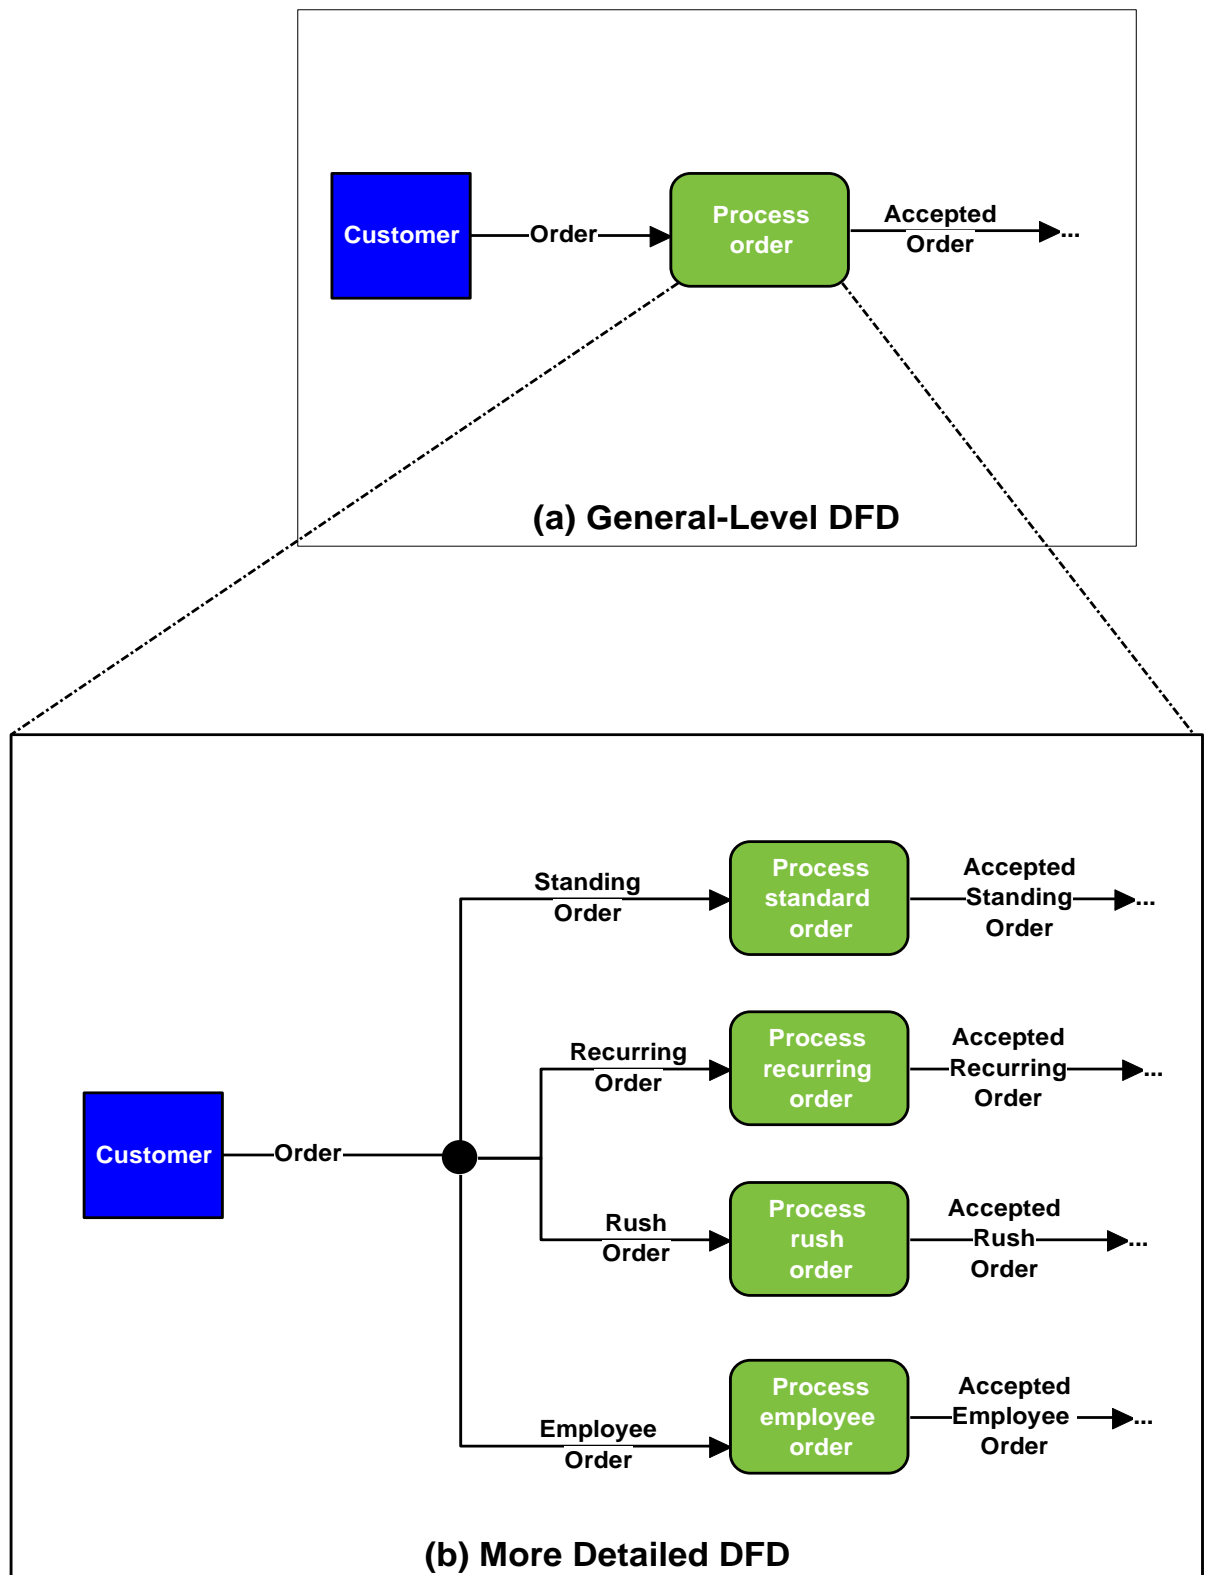 Customer
Order
Process
order
Accepted
Order
...
(a) General-Level DFD
Standing
Order
Process
standard
order
Accepted
Standing
Order
...
Recurring
Order
Process
recurring
order
Accepted
Recurring
Order
...
Customer
Order
Rush
Order
Process
rush
order
Accepted
Rush
Order
...
Employee
Order
Process
employee
order
Accepted
Employee
Order
...
(b) More Detailed DFD